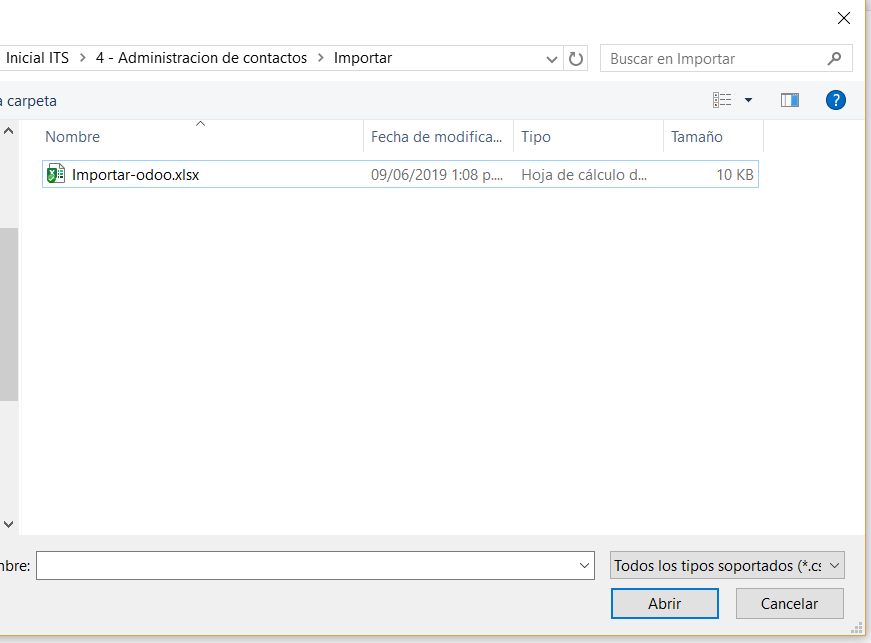 Inicial ITS > 4 - Administracion de contactos > Importar
Buscar en Importar
a carpeta
?
Nombre Fecha de modifica... Tipo Tamaño
Importar-odoo.xlsx 09/06/2019 1:08 p.... Hoja de cálculo d... 10 KB
nbre:
Todos los tipos soportados (*.cs
Abrir Cancelar